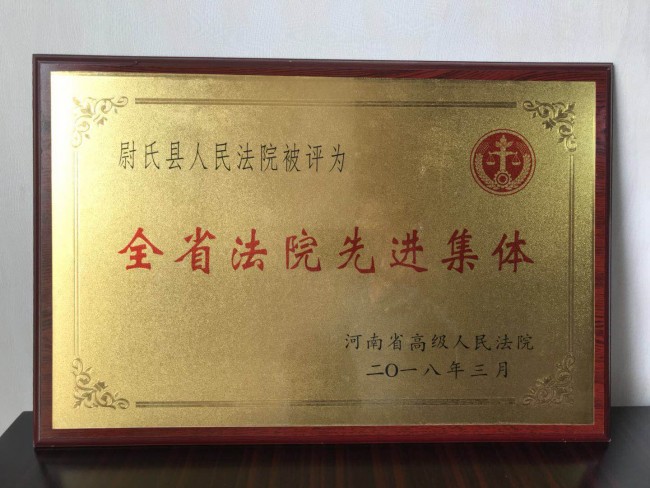 尉氏县人民法院被评为
全省法院先进集体
河南省高级人民法院
二〇一八年三月